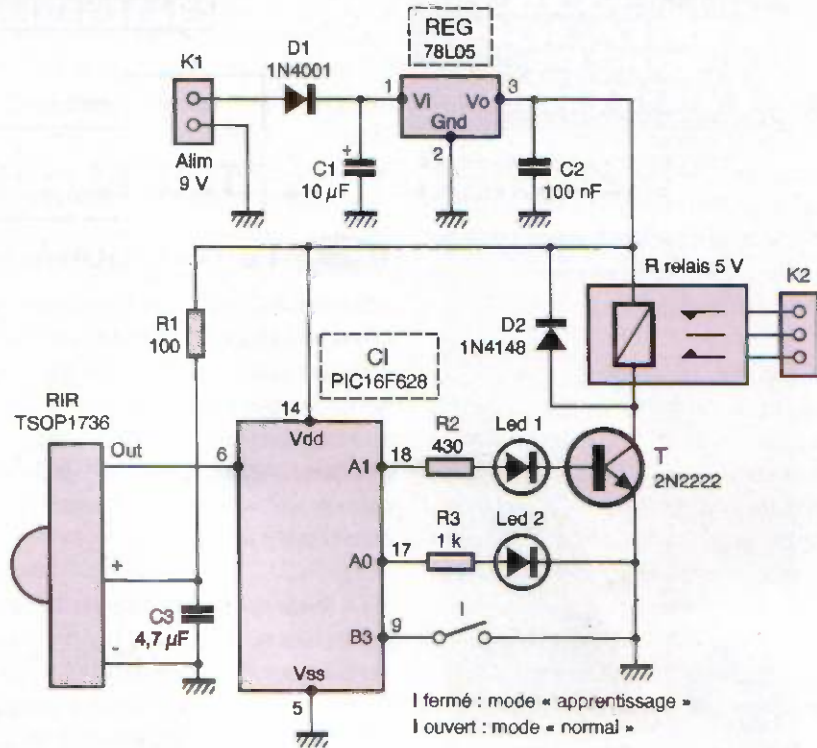 REG
78L05
D1
1N4001
K1
Alim
9 V
1
Vi
Vo
3
Gnd
2
+
C1
10 µF
C2
100 nF
R relais 5 V
K2
R1
100
D2
1N4148
CI
PIC16F628
RIR
TSOP1736
Out
6
14
Vdd
A1
18
R2
430
Led 1
T
2N2222
A0
17
R3
1 k
Led 2
+
C3
4,7 µF
-
B3
9
I
Vss
5
I fermé : mode « apprentissage »
I ouvert : mode « normal »